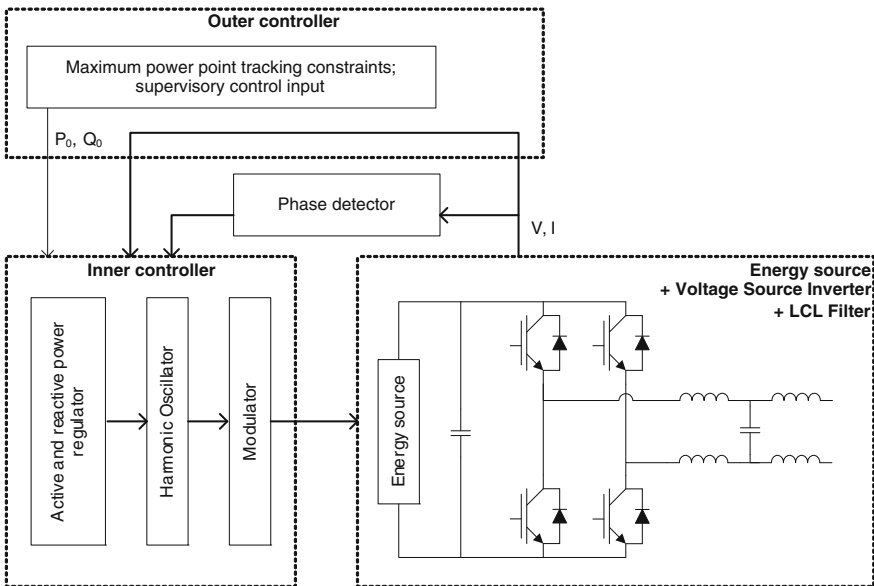 Outer controller
Maximum power point tracking constraints;
supervisory control input
P₀, Q₀
Phase detector
V, I
Inner controller
Active and reactive power
regulator
Harmonic Oscillator
Modulator
Energy source
+ Voltage Source Inverter
+ LCL Filter
Energy source